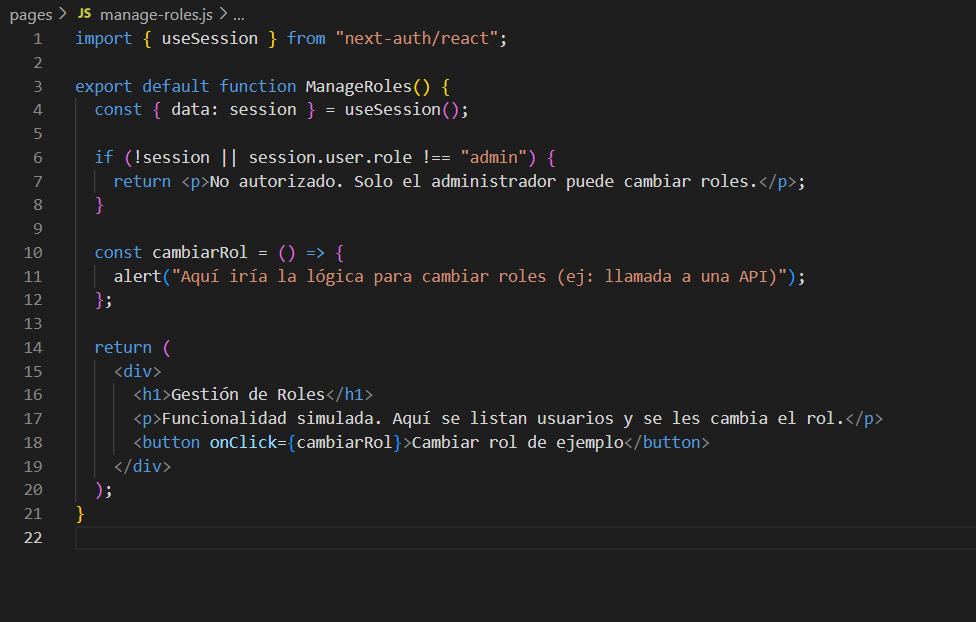 pages > JS manage-roles.js > ...
1 import { useSession } from "next-auth/react";
2
3 export default function ManageRoles() {
4   const { data: session } = useSession();
5
6   if (!session || session.user.role !== "admin") {
7     return <p>No autorizado. Solo el administrador puede cambiar roles.</p>;
8   }
9
10   const cambiarRol = () => {
11     alert("Aquí iría la lógica para cambiar roles (ej: llamada a una API)");
12   };
13
14   return (
15     <div>
16       <h1>Gestión de Roles</h1>
17       <p>Funcionalidad simulada. Aquí se listan usuarios y se les cambia el rol.</p>
18       <button onClick={cambiarRol}>Cambiar rol de ejemplo</button>
19     </div>
20   );
21 }
22